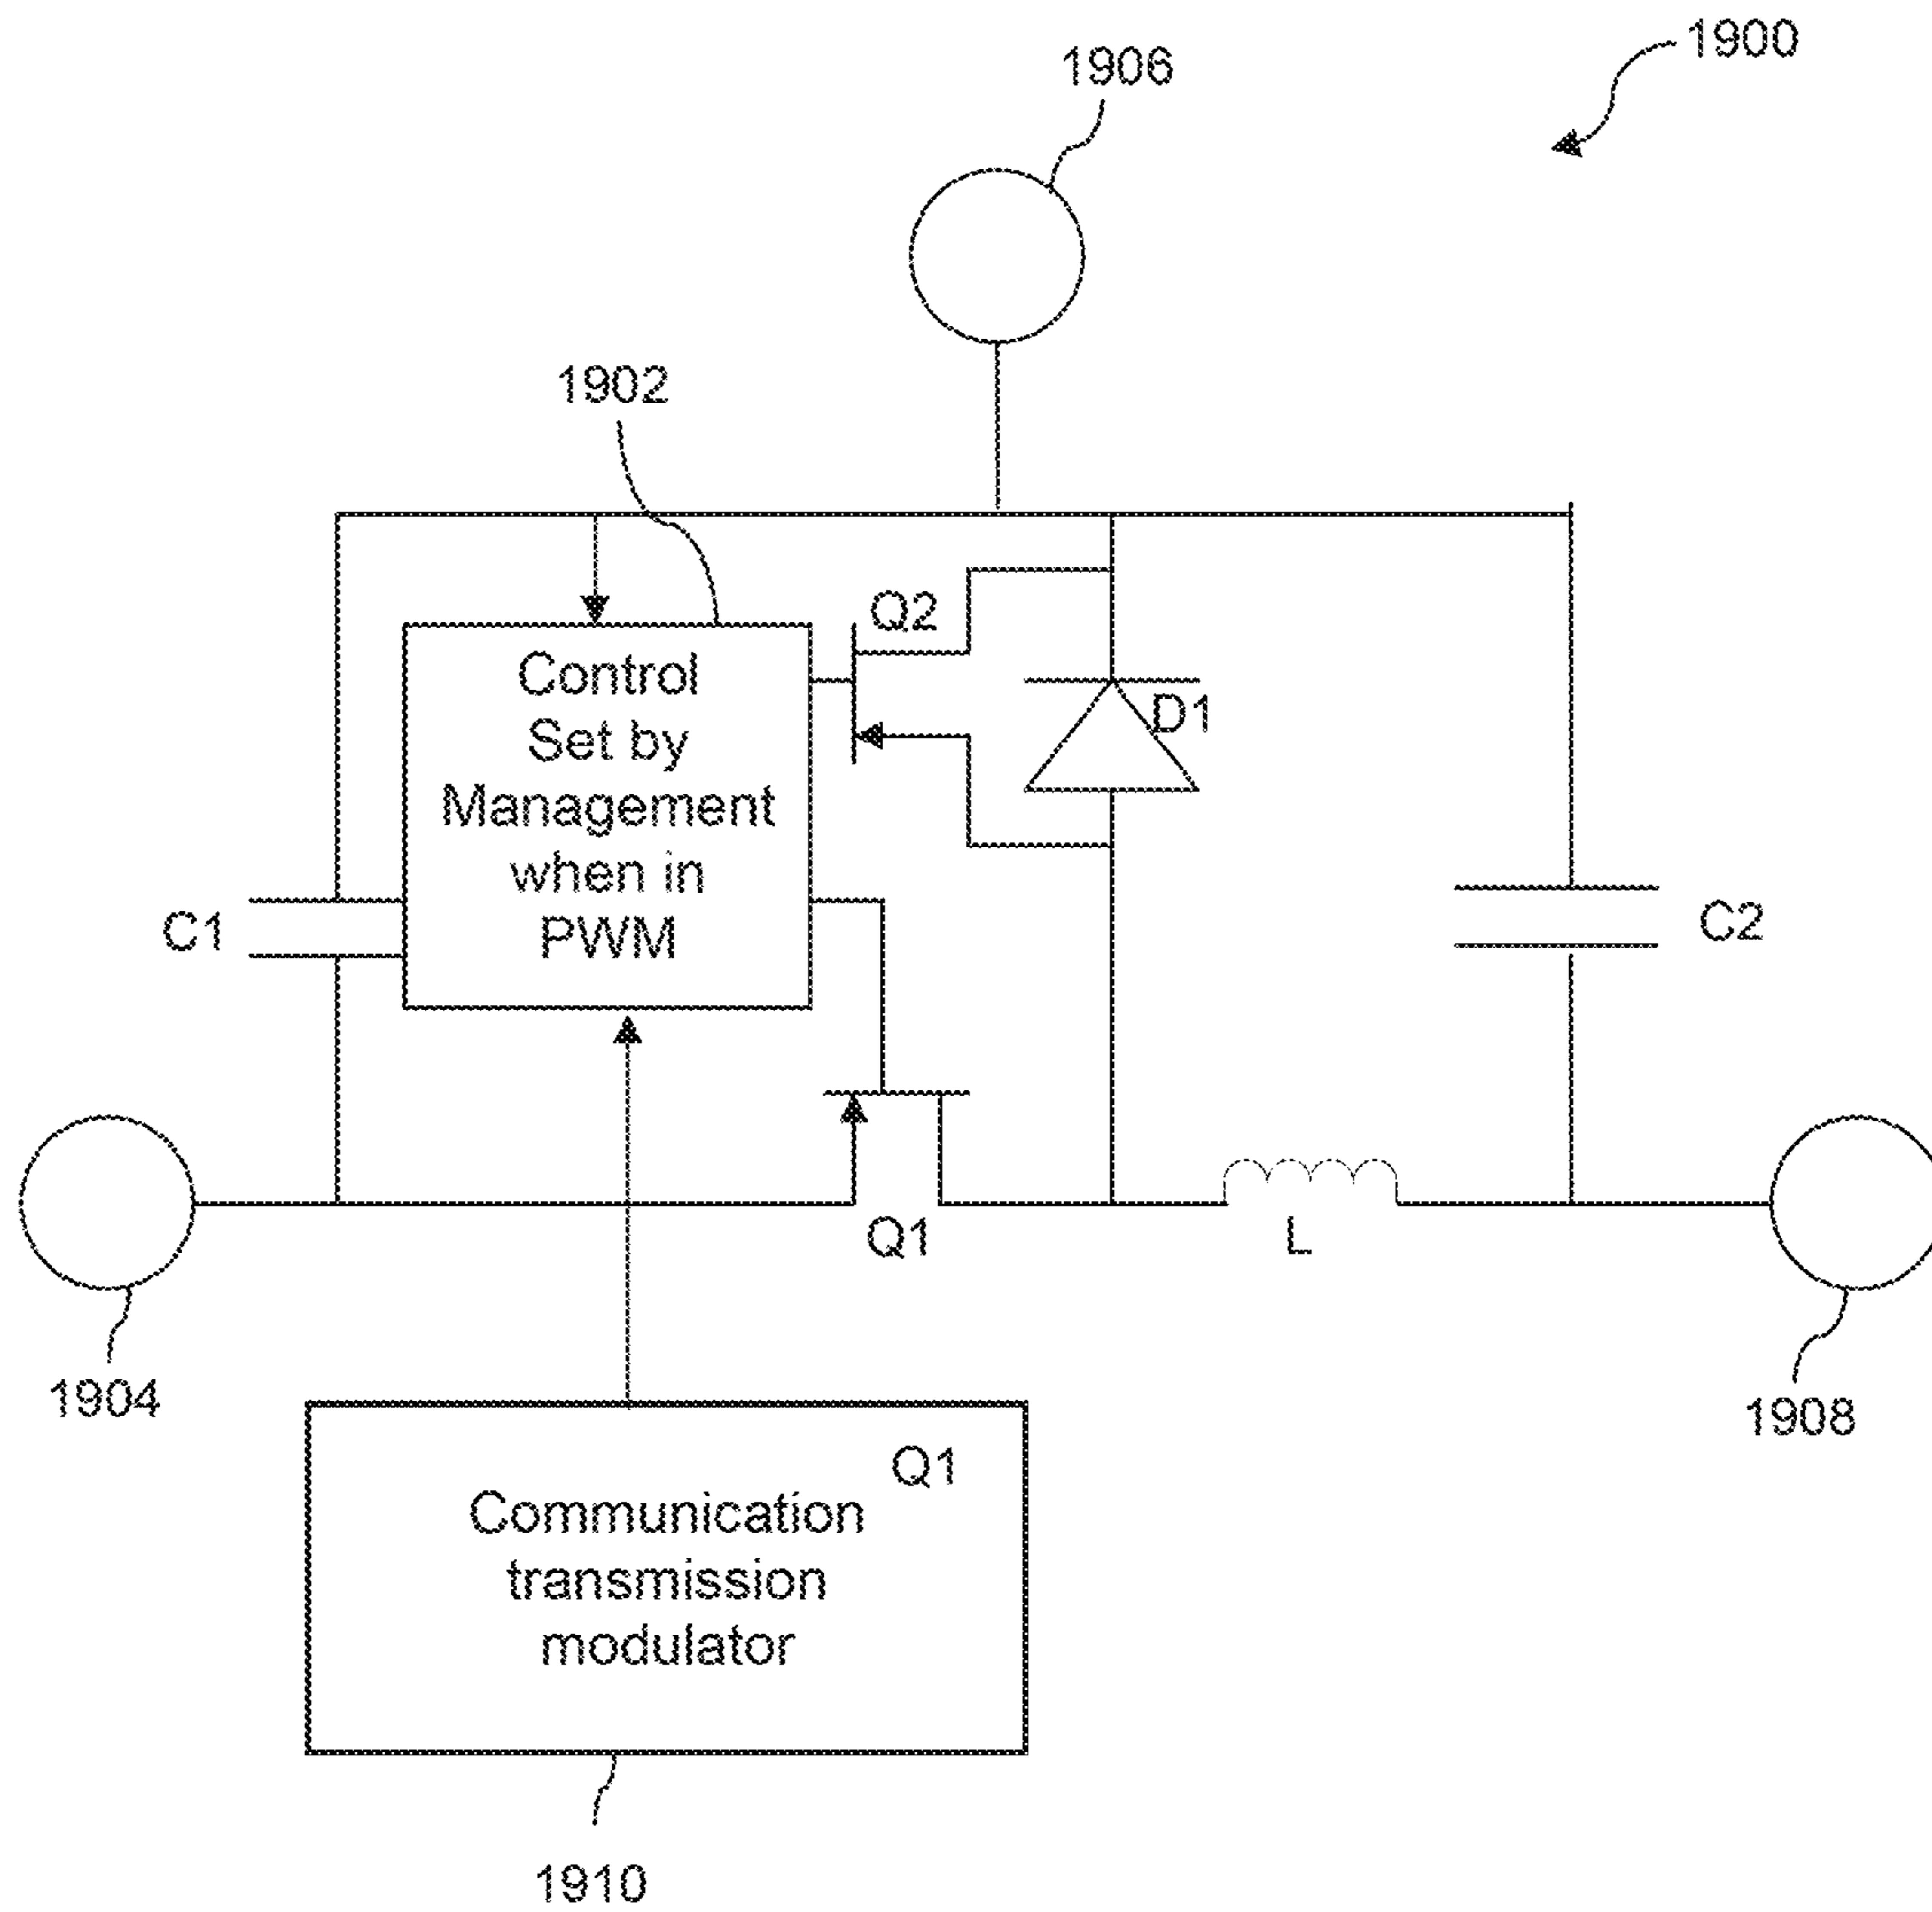 1900
1906
1902
Q2
Control
Set by
Management
when in
PWM
D1
C1
C2
Q1
L
1904
1908
Q1
Communication
transmission
modulator
1910